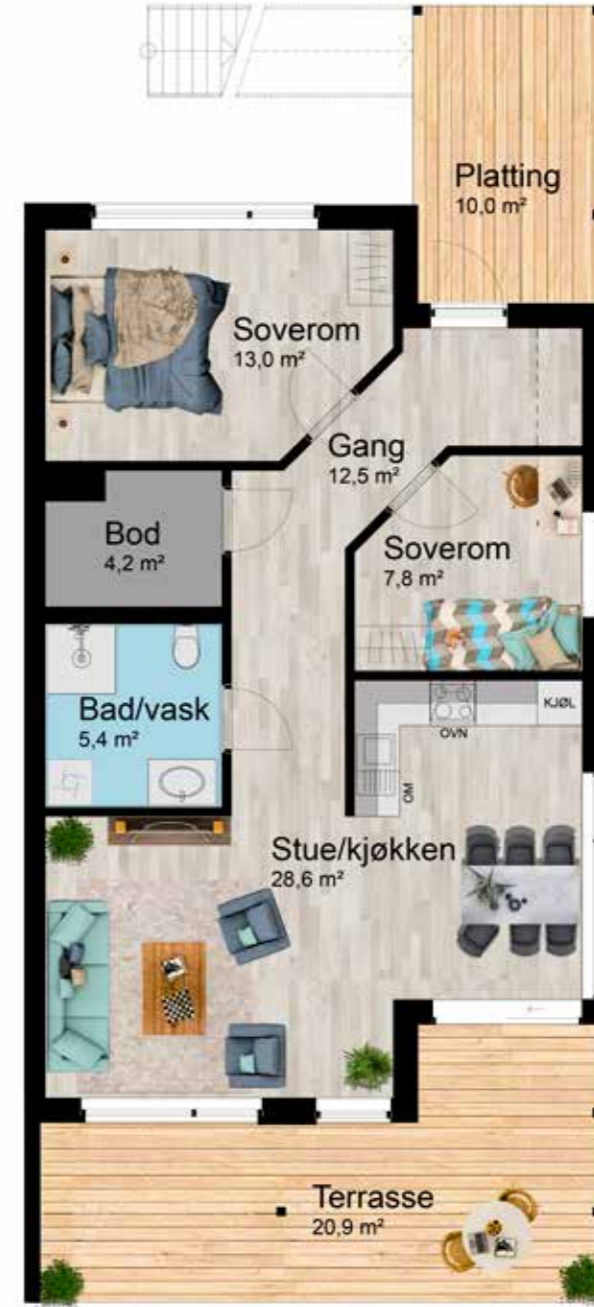 Platting
10,0 m²
Soverom
13,0 m²
Gang
12,5 m²
Bod
4,2 m²
Soverom
7,8 m²
Bad/vask
5,4 m²
KJØL
OVN
OM
Stue/kjøkken
28,6 m²
Terrasse
20,9 m²